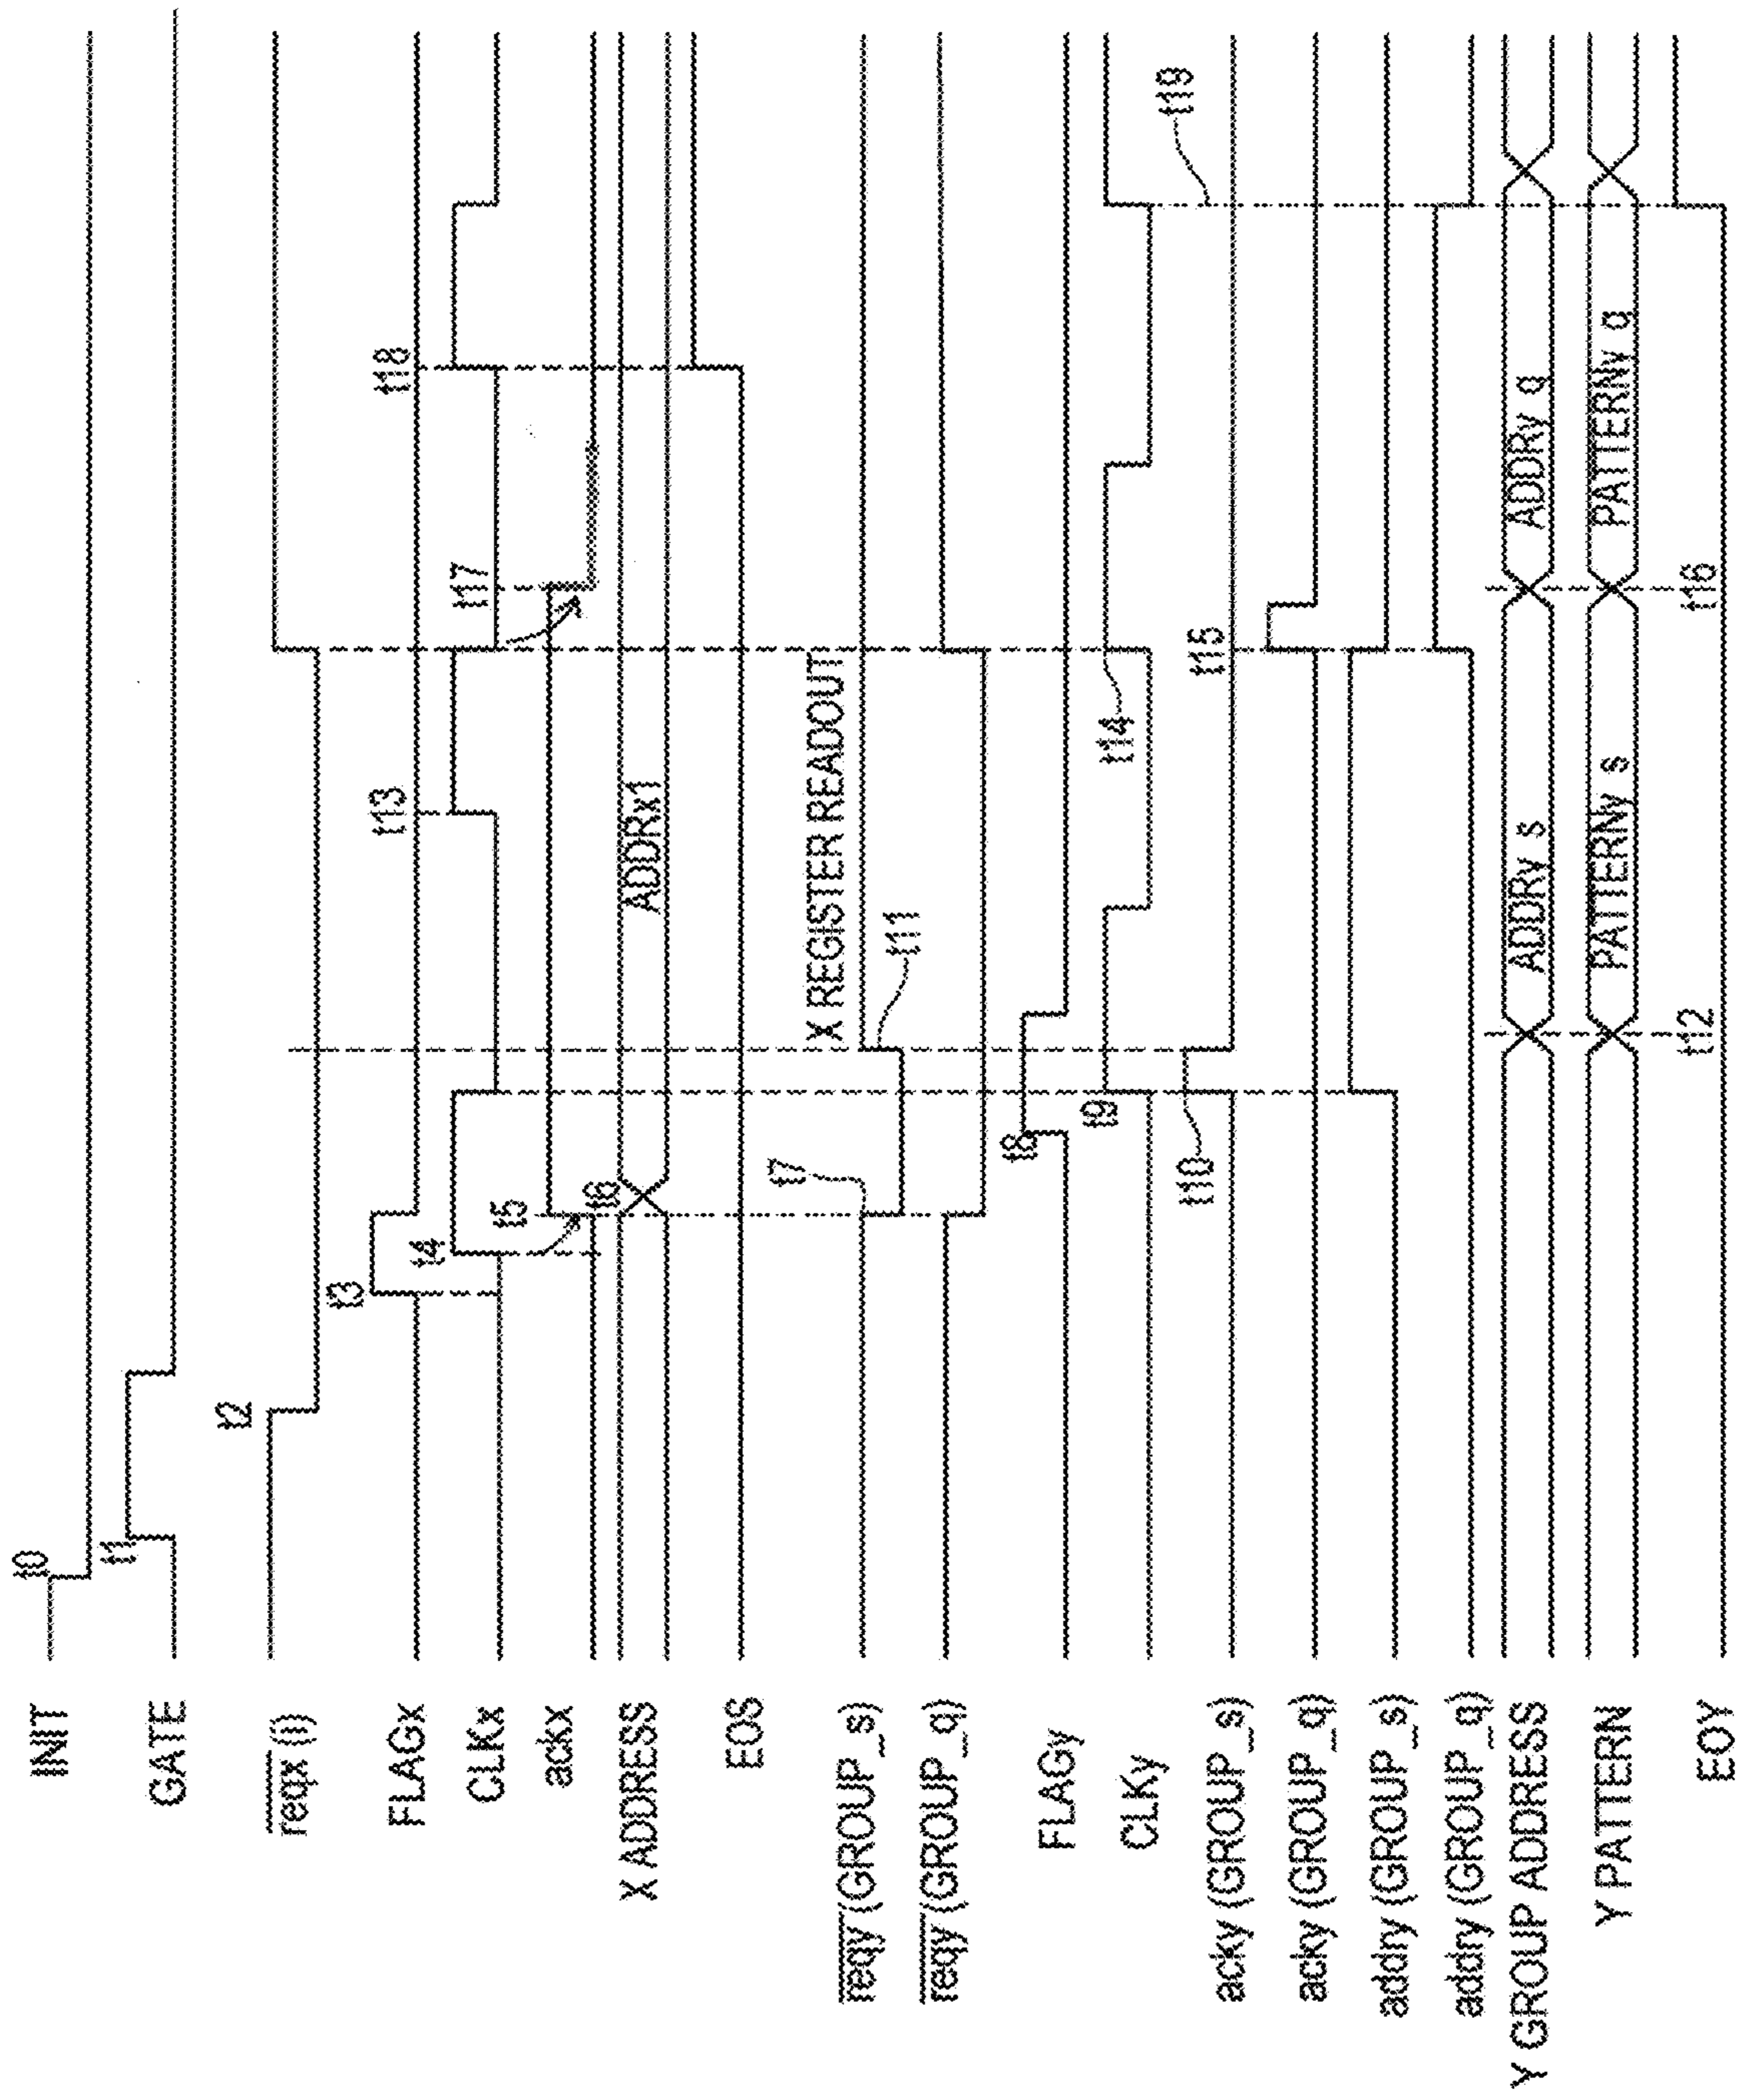 INIT
t0
GATE
t1
reqx (i)
t2
FLAGx
t3
t13
t18
CLKx
t4
t17
ackx
t5
X ADDRESS
t6
ADDRx1
EOS
X REGISTER READOUT
reqy (GROUP_s)
t7
t11
reqy (GROUP_q)
FLAGy
t8
CLKy
t9
t14
t19
acky (GROUP_s)
t10
t15
acky (GROUP_q)
addry (GROUP_s)
addry (GROUP_q)
Y GROUP ADDRESS
ADDRy s
ADDRy q
Y PATTERN
PATTERNy s
PATTERNy q
EOY
t12
t16